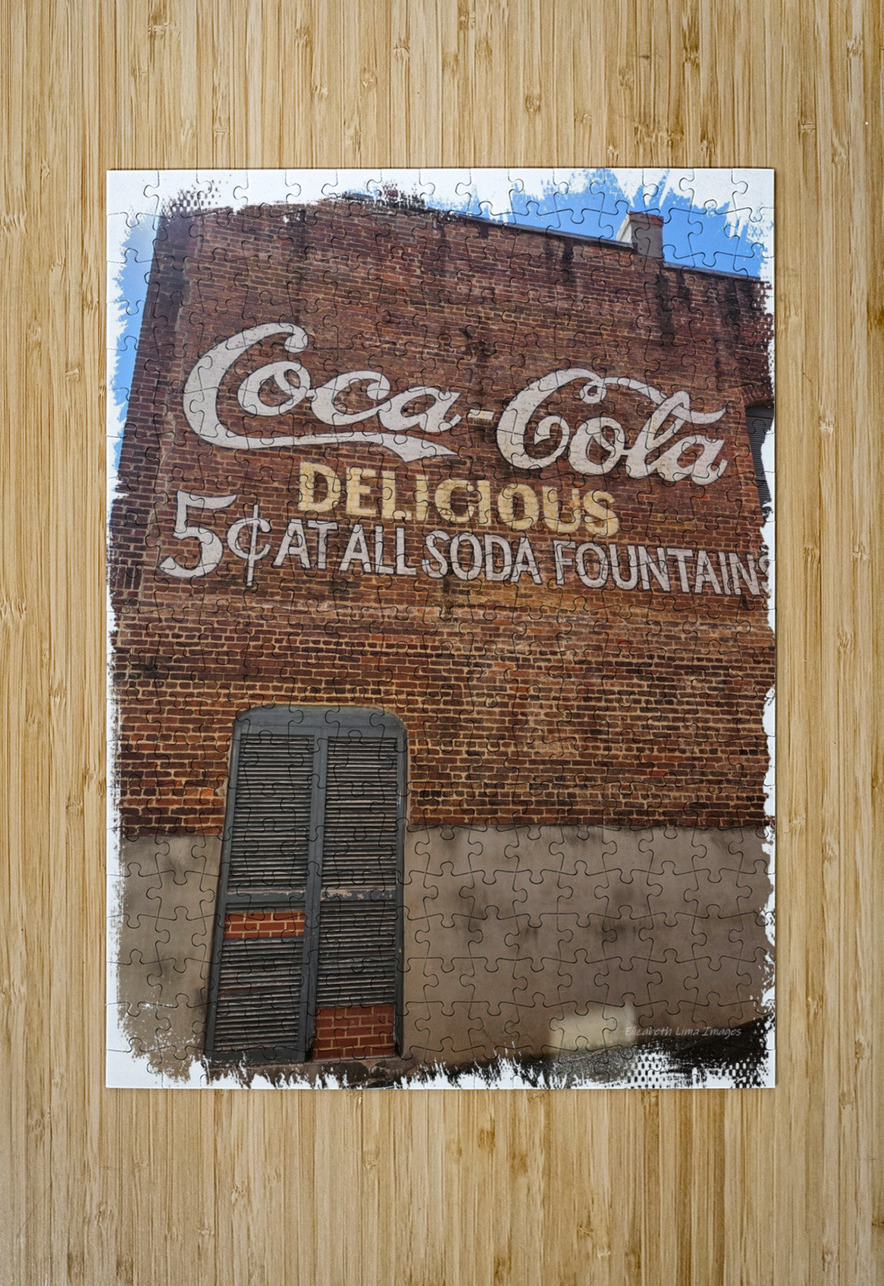 Coca-Cola
DELICIOUS
5¢ AT ALL SODA FOUNTAINS
Elizabeth Lima Images